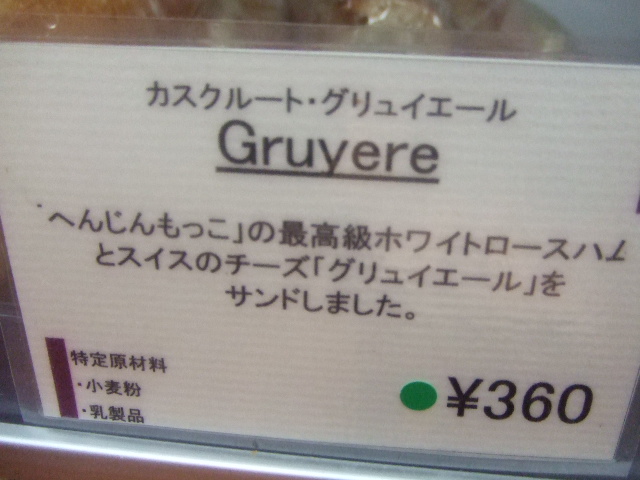 カスクルート・グリュイエール
Gruyere
「へんじんもっこ」の最高級ホワイトロースハム
とスイスのチーズ「グリュイエール」を
サンドしました。
特定原材料
・小麦粉
・乳製品
¥360